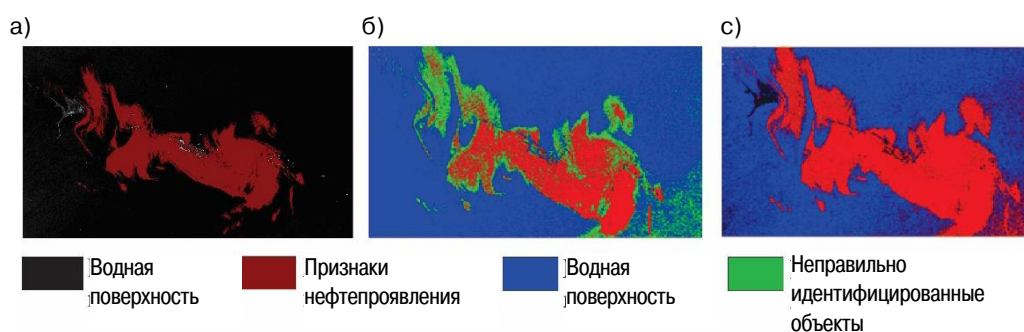 а) б) с)
Водная поверхность
Признаки нефтепроявления
Водная поверхность
Неправильно идентифицированные объекты